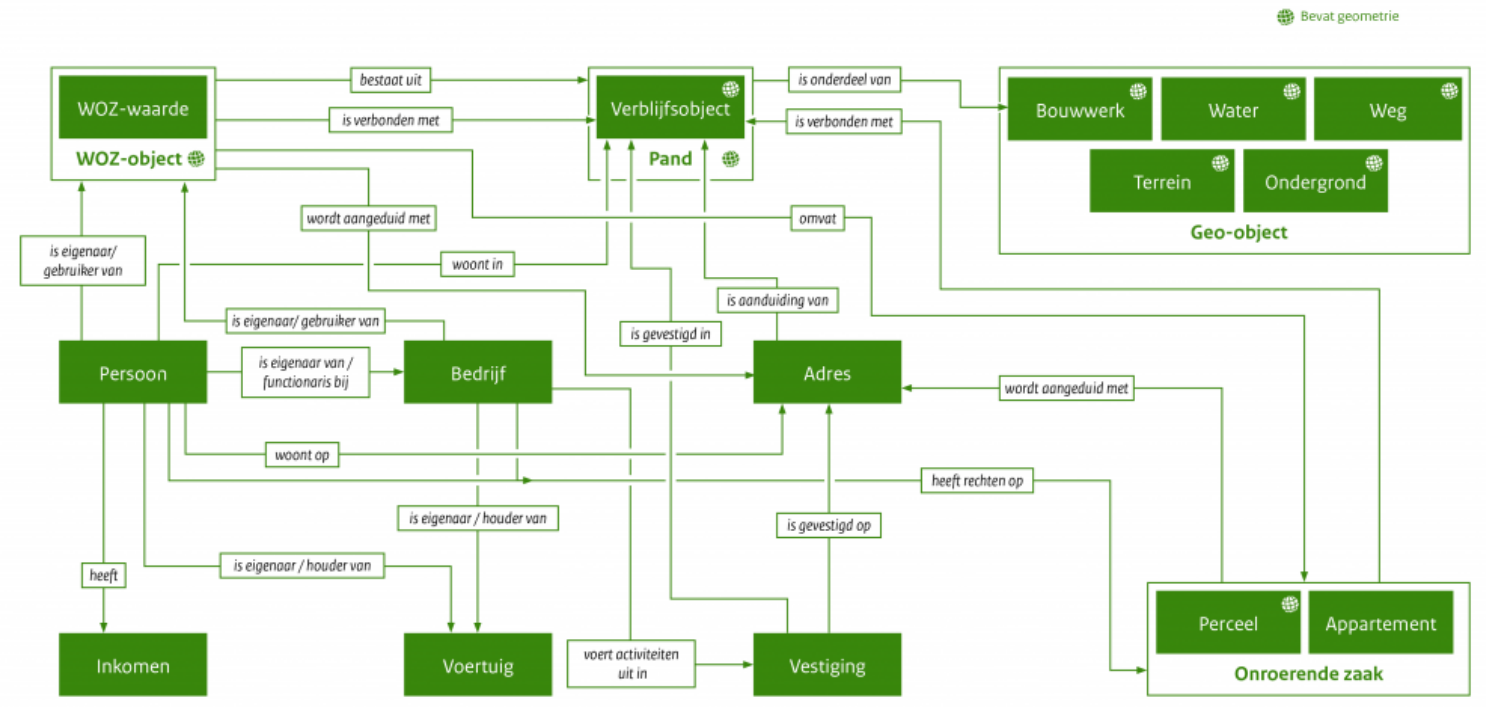 Bevat geometrie
bestaat uit
is onderdeel van
WOZ-waarde
Verblijfsobject
Bouwwerk
Water
Weg
is verbonden met
is verbonden met
WOZ-object
Pand
Terrein
Ondergrond
wordt aangeduid met
omvat
Geo-object
is eigenaar/
gebruiker van
woont in
is aanduiding van
is eigenaar/ gebruiker van
is gevestigd in
Persoon
is eigenaar van /
functionaris bij
Bedrijf
Adres
wordt aangeduid met
woont op
heeft rechten op
is eigenaar / houder van
is gevestigd op
is eigenaar / houder van
heeft
Perceel
Appartement
Inkomen
Voertuig
voert activiteiten
uit in
Vestiging
Onroerende zaak